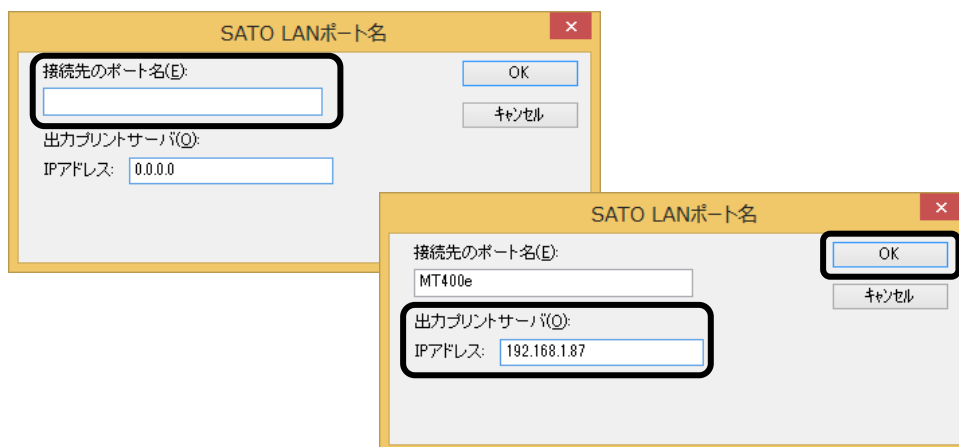 SATO LANポート名
接続先のポート名(E):
OK
キャンセル
出力プリントサーバ(O):
IPアドレス: 0.0.0.0
SATO LANポート名
接続先のポート名(E):
OK
MT400e
キャンセル
出力プリントサーバ(O):
IPアドレス: 192.168.1.87